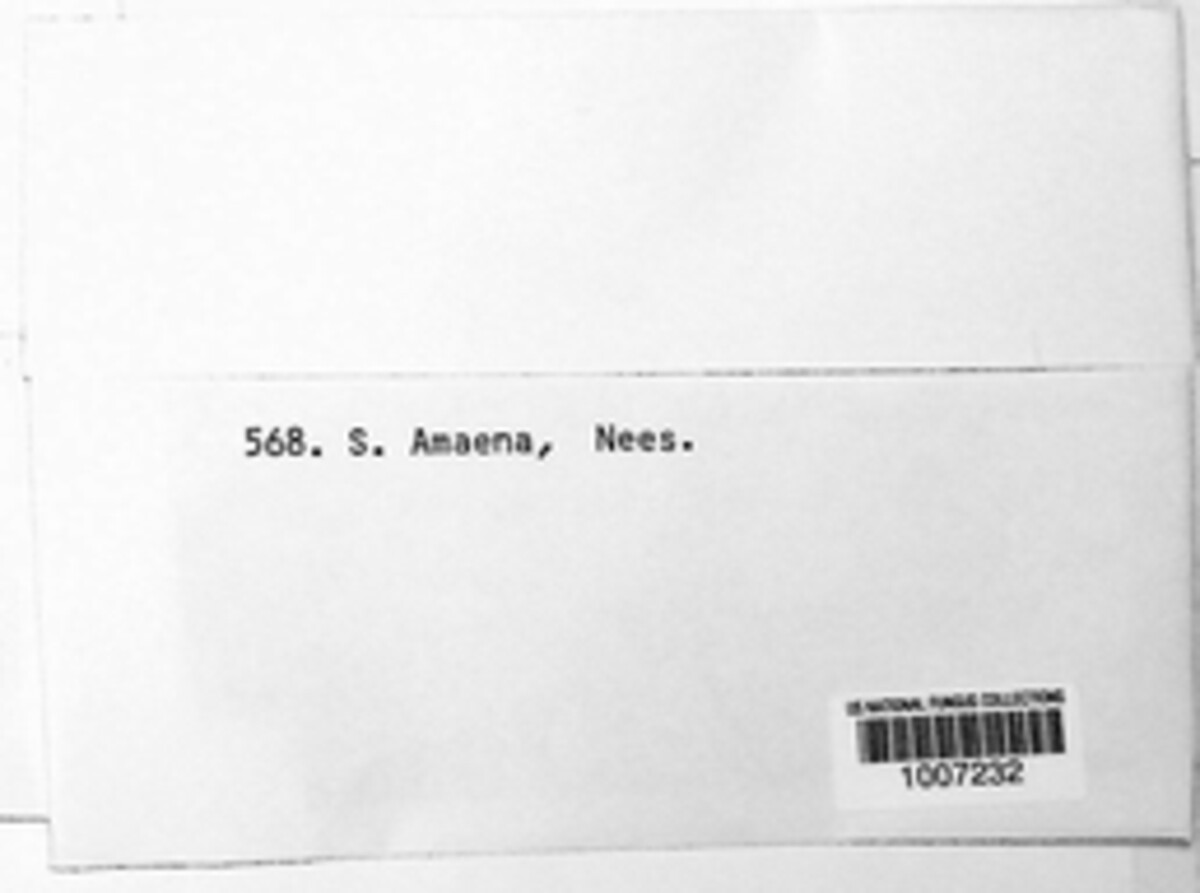 568. S. Amaena, Nees.
US NATIONAL FUNGUS COLLECTIONS
1007232